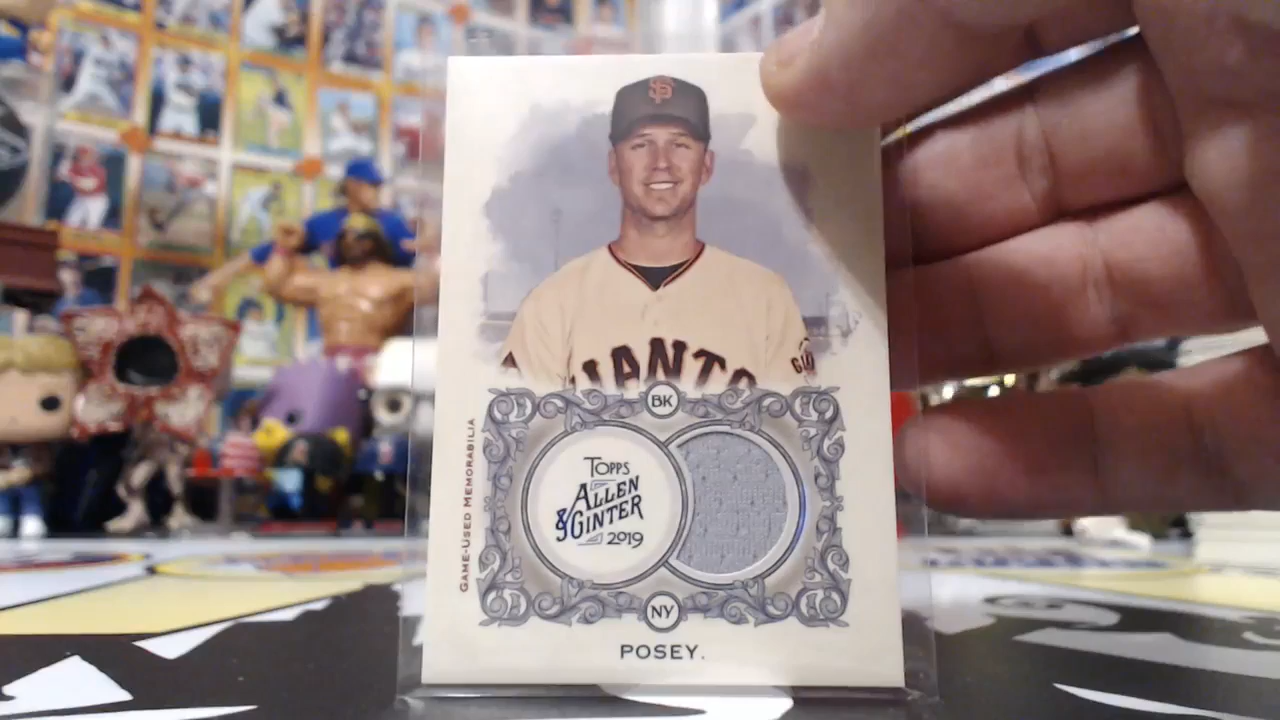 SF
GIANTS
BK
GAME-USED MEMORABILIA
TOPPS
ALLEN
& GINTER
2019
NY
POSEY.